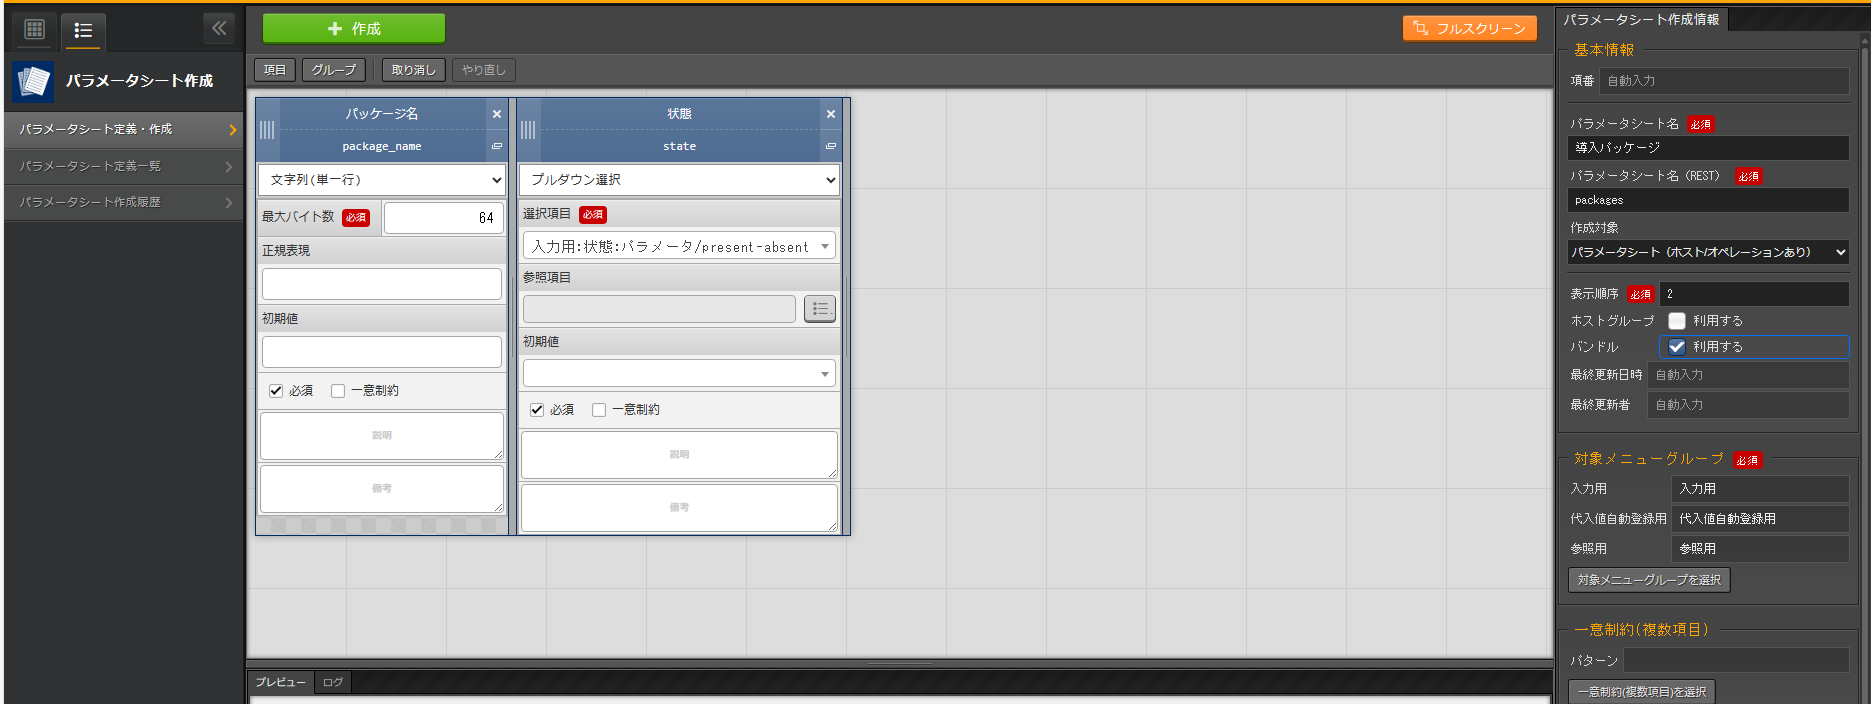 パラメータシート作成
パラメータシート定義・作成
パラメータシート定義一覧
パラメータシート作成履歴
作成
フルスクリーン
項目
グループ
取り消し
やり直し
パッケージ名
package_name
文字列(単一行)
最大バイト数 必須 64
正規表現
初期値
必須 一意制約
説明
備考
状態
state
プルダウン選択
選択項目 必須
入力用:状態:パラメータ/present-absent
参照項目
初期値
必須 一意制約
説明
備考
プレビュー
ログ
パラメータシート作成情報
基本情報
項番 自動入力
パラメータシート名 必須
導入パッケージ
パラメータシート名（REST） 必須
packages
作成対象
パラメータシート（ホスト/オペレーションあり）
表示順序 必須 2
ホストグループ 利用する
バンドル 利用する
最終更新日時 自動入力
最終更新者 自動入力
対象メニューグループ 必須
入力用 入力用
代入値自動登録用 代入値自動登録用
参照用 参照用
対象メニューグループを選択
一意制約(複数項目)
パターン
一意制約(複数項目)を選択